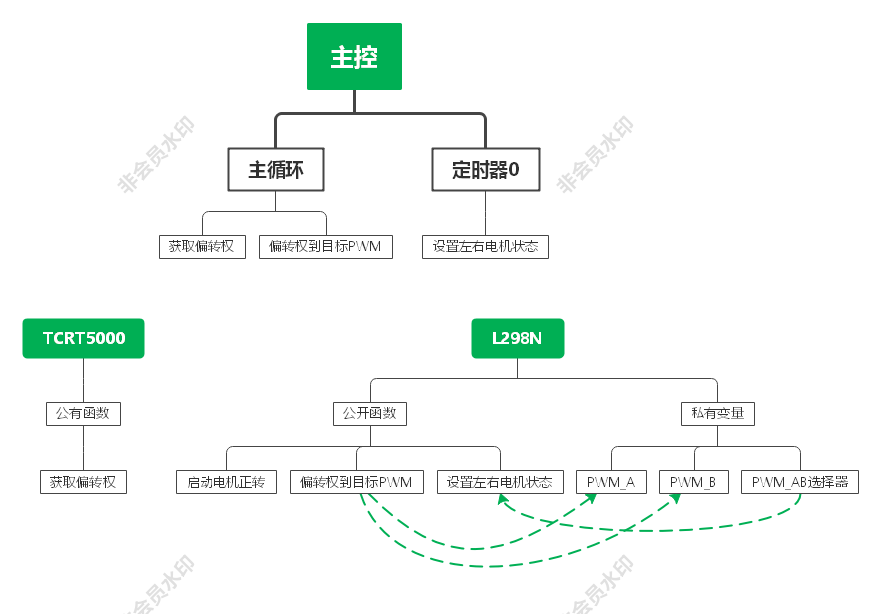 主控
非会员水印
非会员水印
主循环
定时器0
获取偏转权
偏转权到目标PWM
设置左右电机状态
TCRT5000
L298N
公有函数
公开函数
私有变量
获取偏转权
启动电机正转
偏转权到目标PWM
设置左右电机状态
PWM_A
PWM_B
PWM_AB选择器
非会员水印
非会员水印